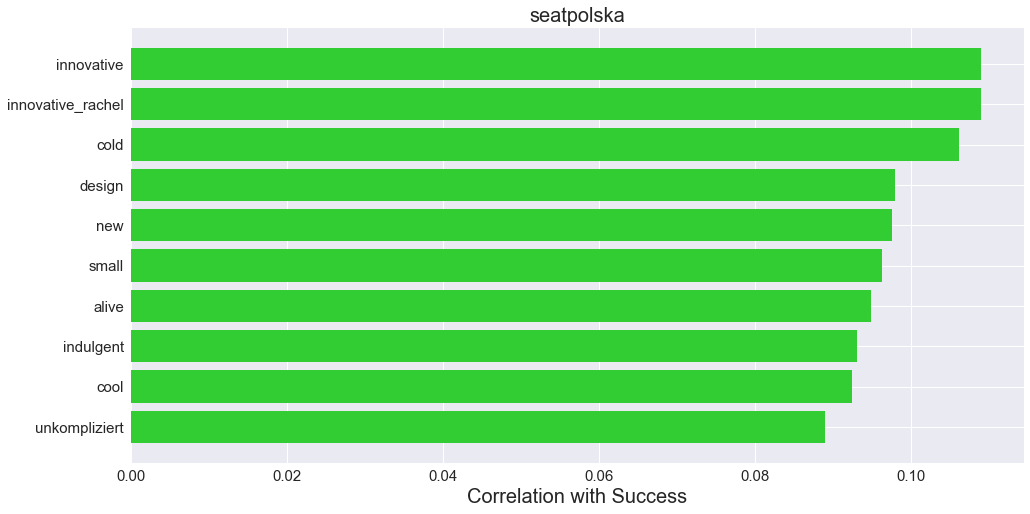 seatpolska
innovative
innovative_rachel
cold
design
new
small
alive
indulgent
cool
unkompliziert
0.00 0.02 0.04 0.06 0.08 0.10
Correlation with Success